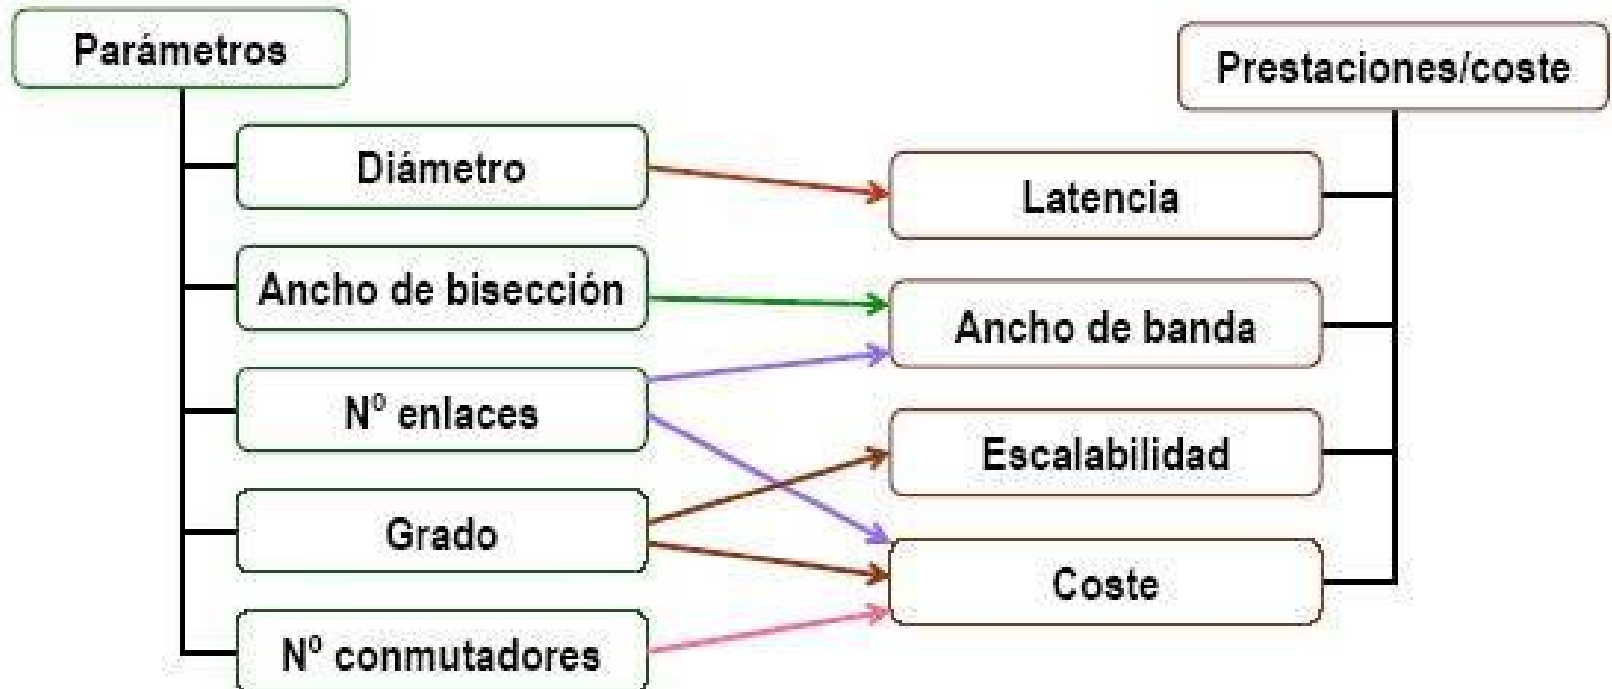 Parámetros
Prestaciones/coste
Diámetro
Latencia
Ancho de bisección
Ancho de banda
Nº enlaces
Escalabilidad
Grado
Coste
Nº conmutadores